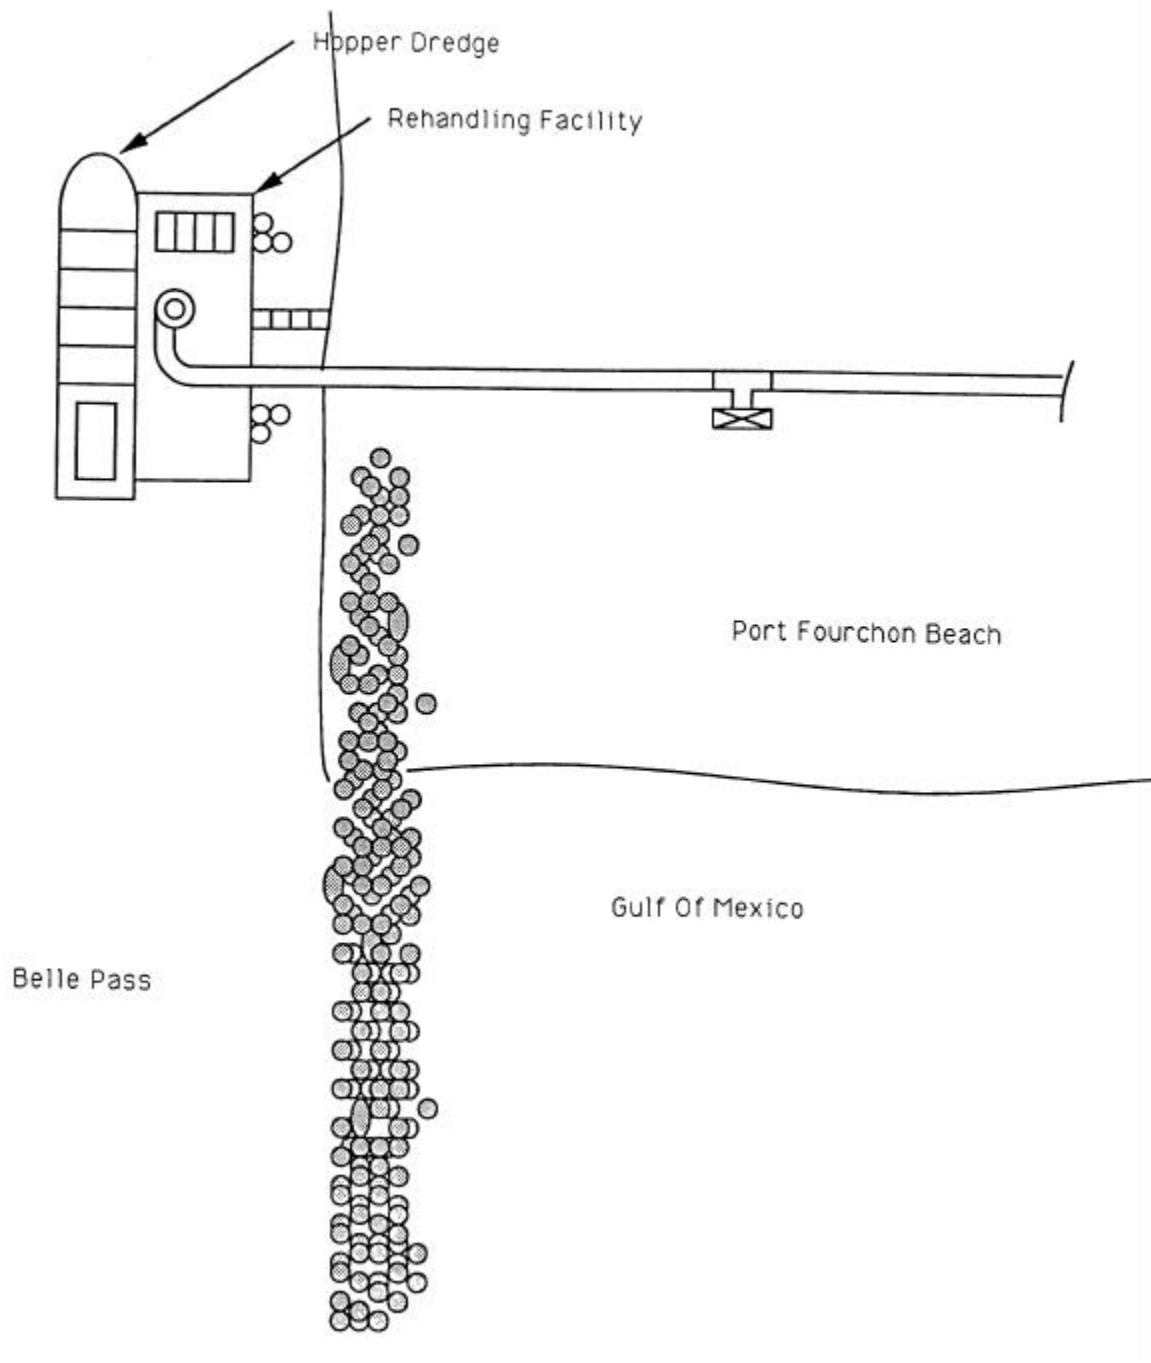 Hopper Dredge
Rehandling Facility
Port Fourchon Beach
Gulf Of Mexico
Belle Pass